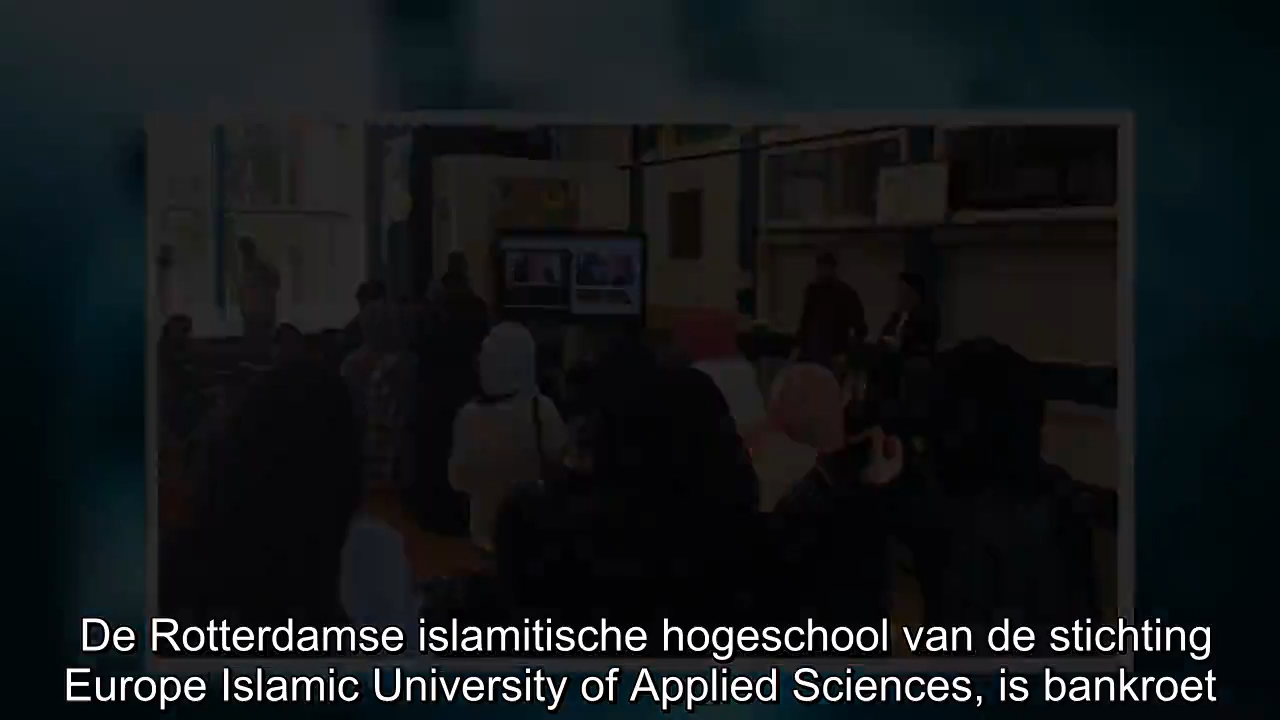 De Rotterdamse islamitische hogeschool van de stichting
Europe Islamic University of Applied Sciences, is bankroet